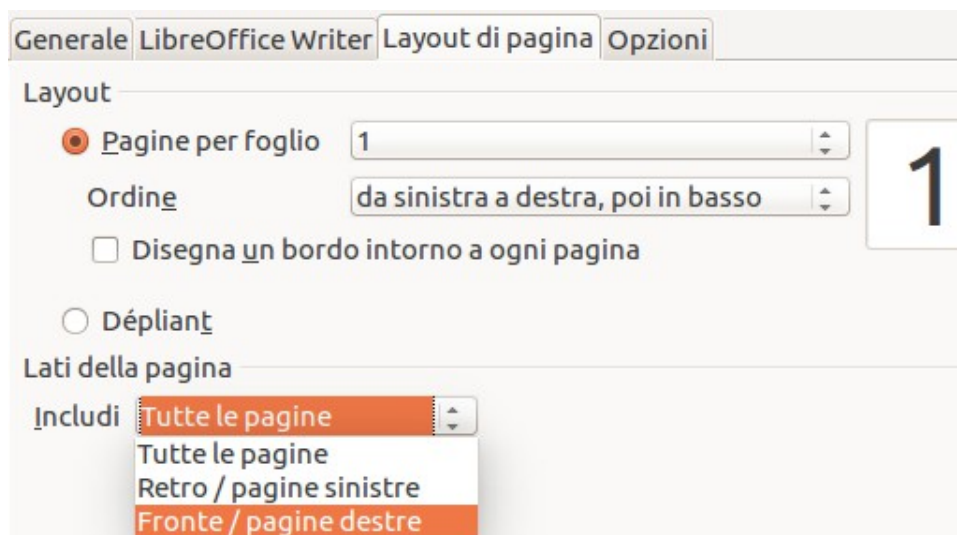 Generale LibreOffice Writer Layout di pagina Opzioni
Layout
Pagine per foglio 1
1
Ordine da sinistra a destra, poi in basso
Disegna un bordo intorno a ogni pagina
Dépliant
Lati della pagina
Includi Tutte le pagine
Tutte le pagine
Retro / pagine sinistre
Fronte / pagine destre